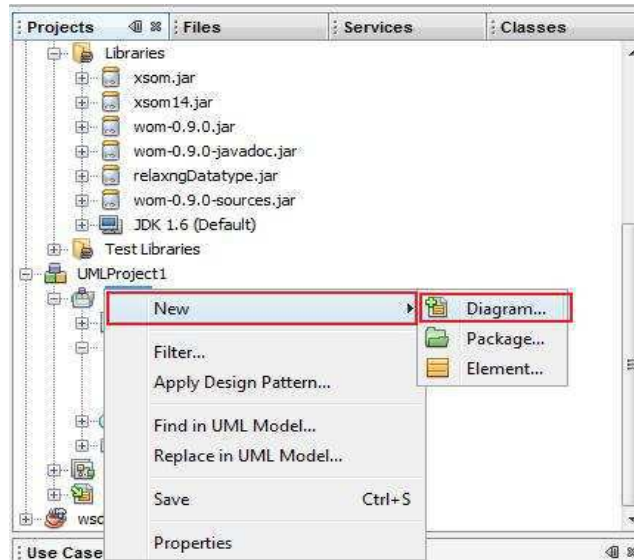 Projects
Files
Services
Classes
Libraries
xsom.jar
xsom14.jar
wom-0.9.0.jar
wom-0.9.0-javadoc.jar
relaxngDatatype.jar
wom-0.9.0-sources.jar
JDK 1.6 (Default)
Test Libraries
UMLProject1
New
Diagram...
Package...
Element...
Filter...
Apply Design Pattern...
Find in UML Model...
Replace in UML Model...
Save Ctrl+S
Properties
Use Case